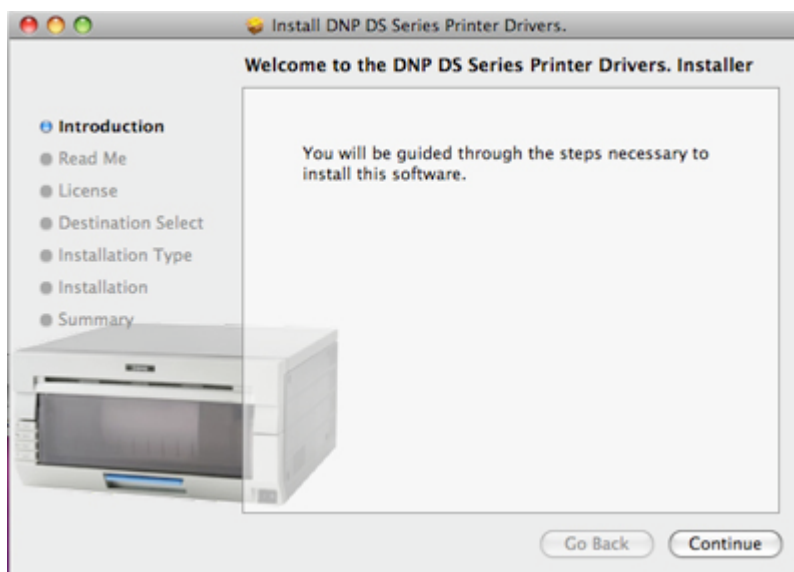 Install DNP DS Series Printer Drivers.
Welcome to the DNP DS Series Printer Drivers. Installer
Introduction
Read Me
License
Destination Select
Installation Type
Installation
Summary
You will be guided through the steps necessary to
install this software.
Go Back
Continue